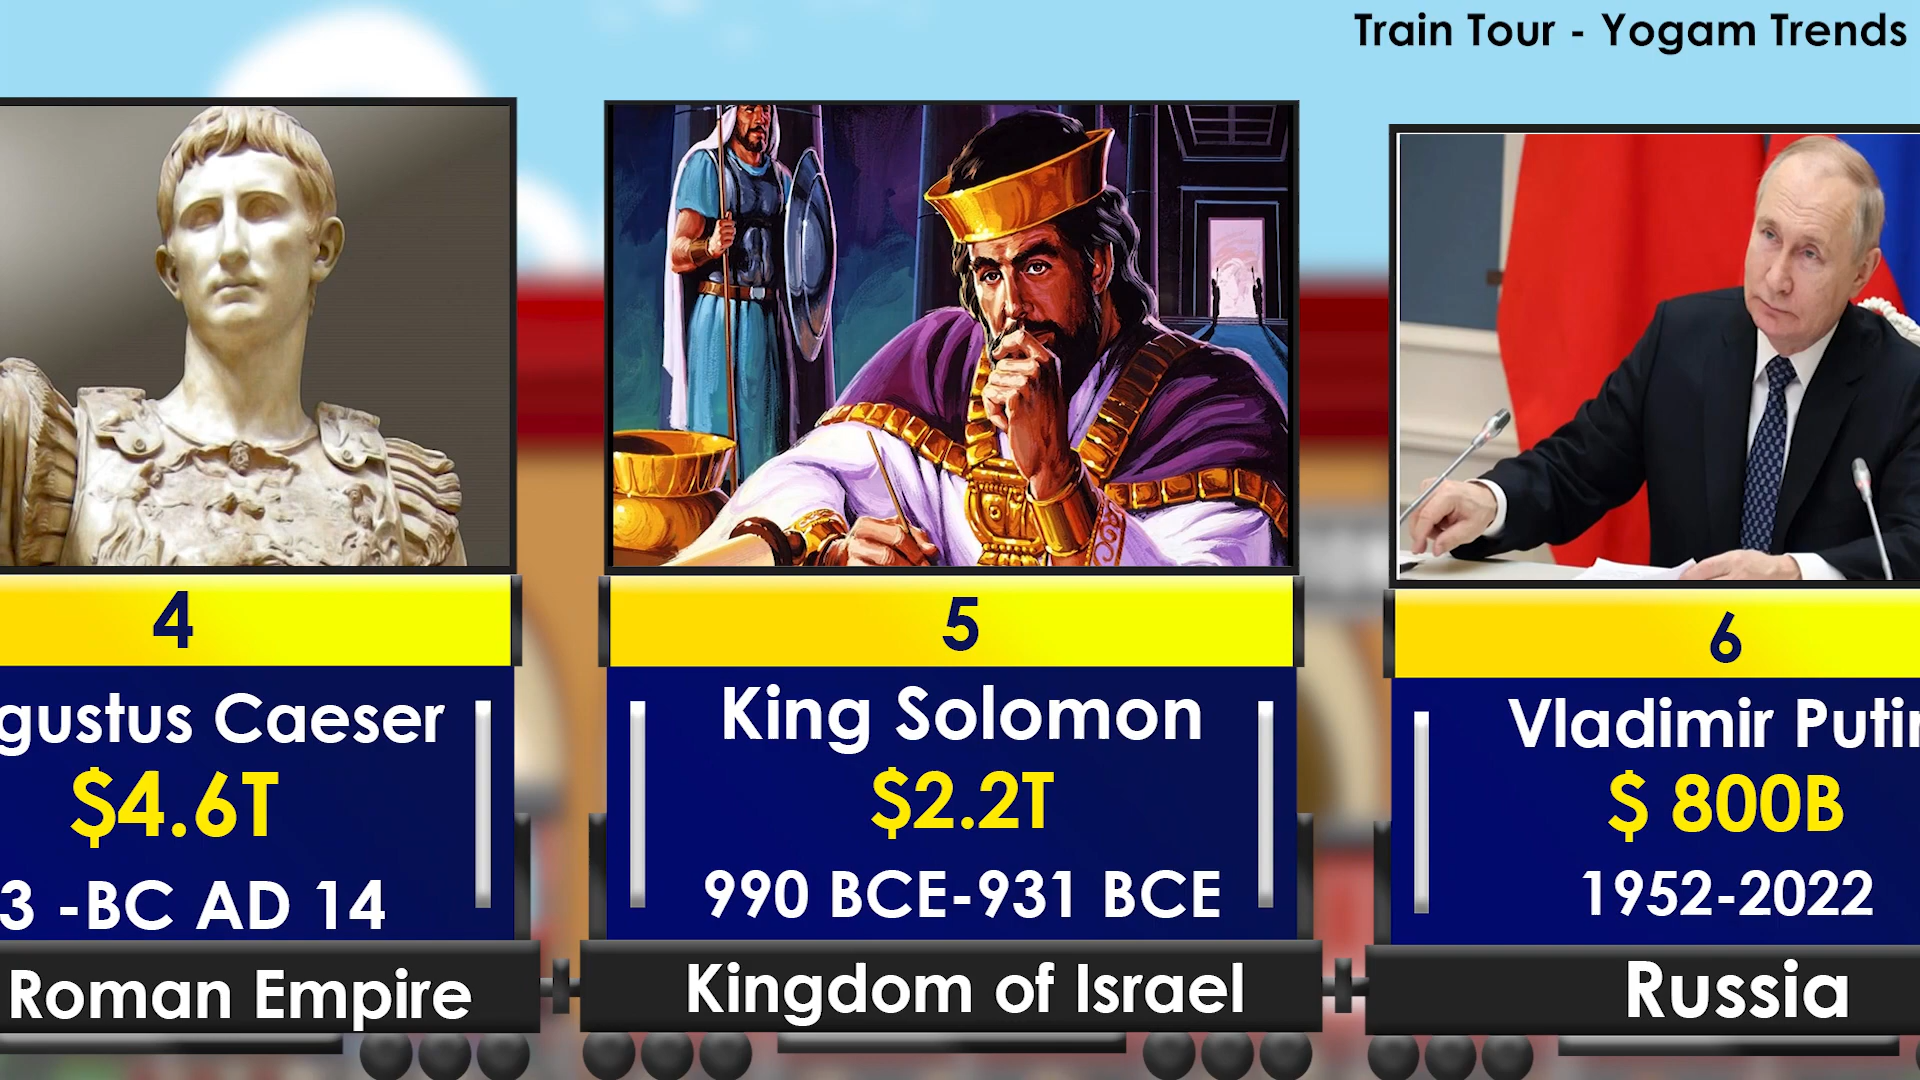 Train Tour - Yogam Trends
4
gustus Caeser
$4.6T
3 -BC AD 14
Roman Empire
5
King Solomon
$2.2T
990 BCE-931 BCE
Kingdom of Israel
6
Vladimir Putin
$ 800B
1952-2022
Russia